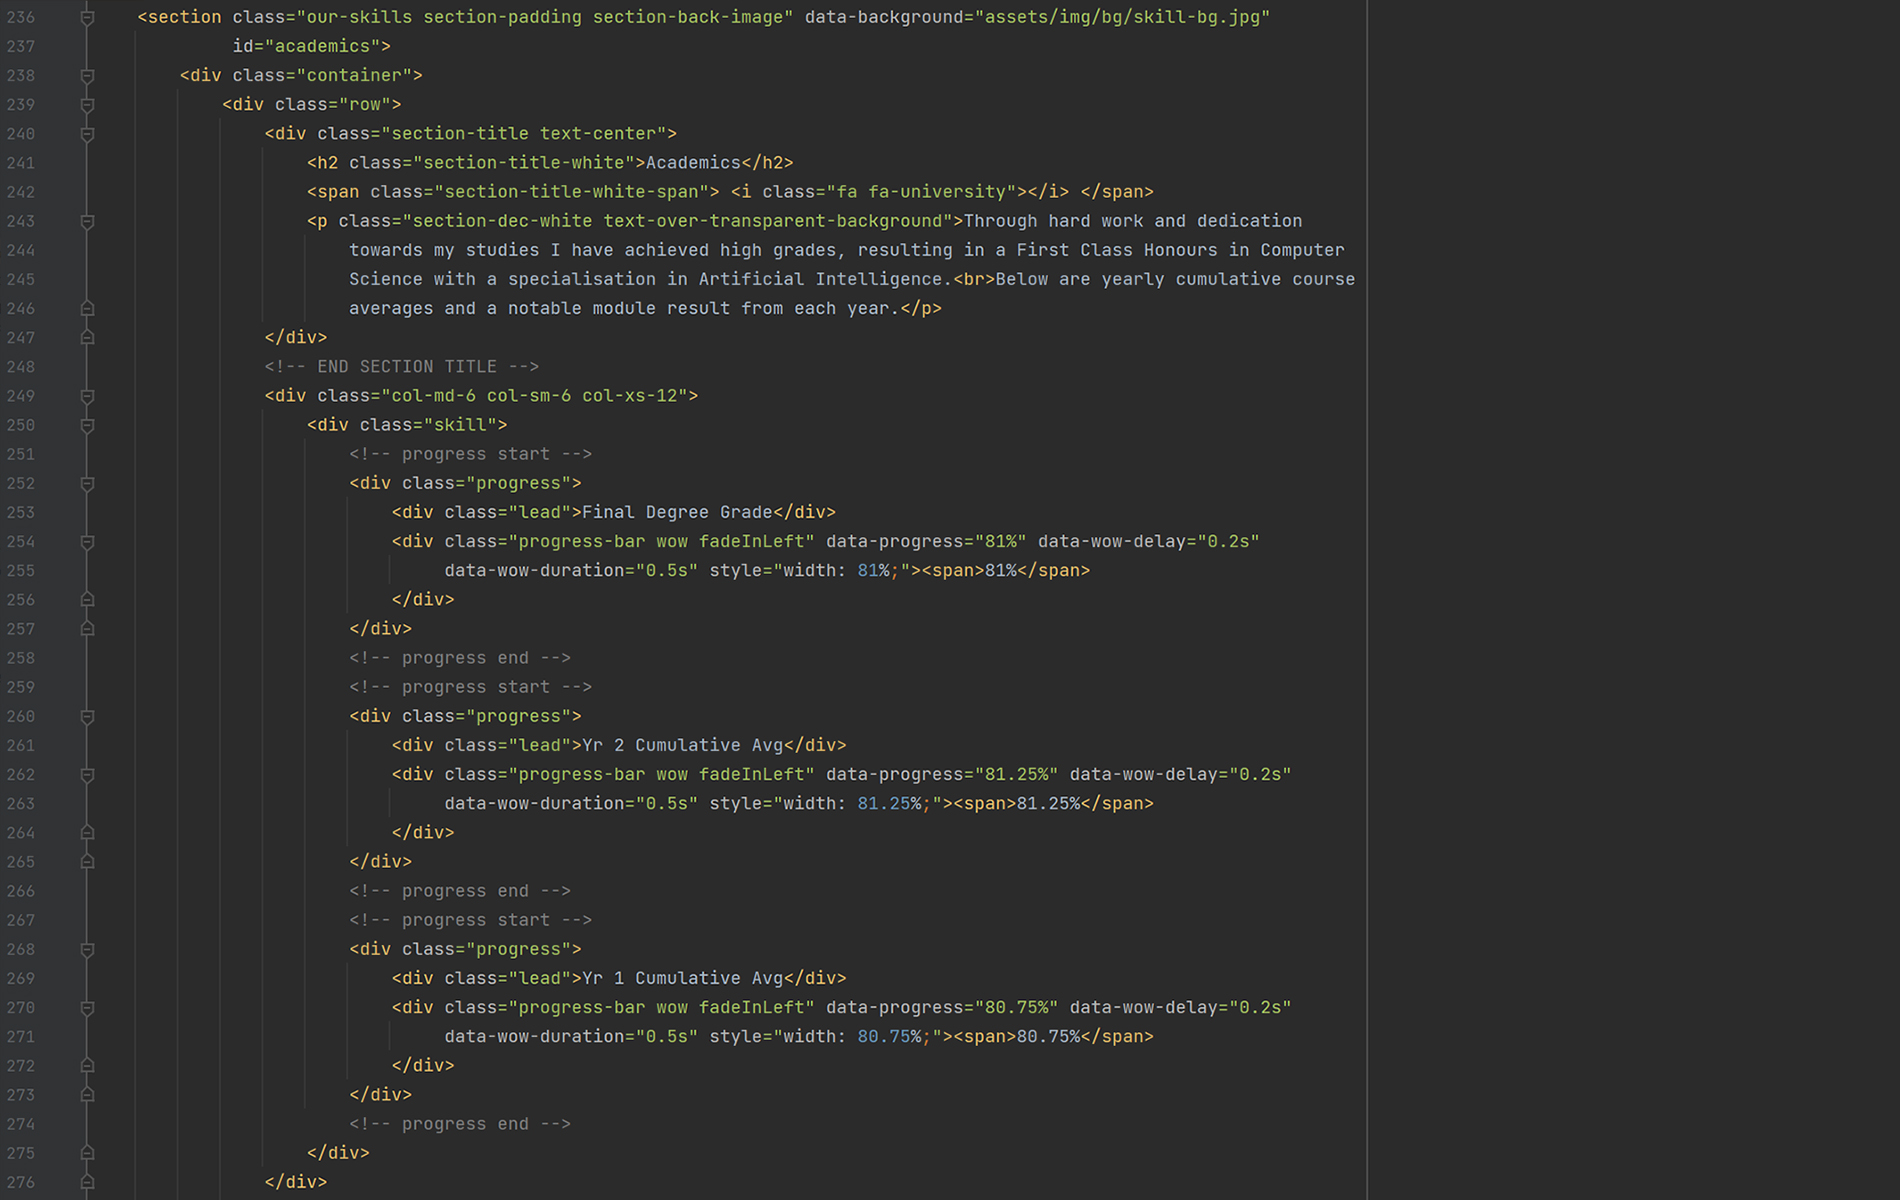 236 <section class="our-skills section-padding section-back-image" data-background="assets/img/bg/skill-bg.jpg"
237 id="academics">
238 <div class="container">
239 <div class="row">
240 <div class="section-title text-center">
241 <h2 class="section-title-white">Academics</h2>
242 <span class="section-title-white-span"> <i class="fa fa-university"></i> </span>
243 <p class="section-dec-white text-over-transparent-background">Through hard work and dedication
244 towards my studies I have achieved high grades, resulting in a First Class Honours in Computer
245 Science with a specialisation in Artificial Intelligence.<br>Below are yearly cumulative course
246 averages and a notable module result from each year.</p>
247 </div>
248 <!-- END SECTION TITLE -->
249 <div class="col-md-6 col-sm-6 col-xs-12">
250 <div class="skill">
251 <!-- progress start -->
252 <div class="progress">
253 <div class="lead">Final Degree Grade</div>
254 <div class="progress-bar wow fadeInLeft" data-progress="81%" data-wow-delay="0.2s"
255 data-wow-duration="0.5s" style="width: 81%;"><span>81%</span>
256 </div>
257 </div>
258 <!-- progress end -->
259 <!-- progress start -->
260 <div class="progress">
261 <div class="lead">Yr 2 Cumulative Avg</div>
262 <div class="progress-bar wow fadeInLeft" data-progress="81.25%" data-wow-delay="0.2s"
263 data-wow-duration="0.5s" style="width: 81.25%;"><span>81.25%</span>
264 </div>
265 </div>
266 <!-- progress end -->
267 <!-- progress start -->
268 <div class="progress">
269 <div class="lead">Yr 1 Cumulative Avg</div>
270 <div class="progress-bar wow fadeInLeft" data-progress="80.75%" data-wow-delay="0.2s"
271 data-wow-duration="0.5s" style="width: 80.75%;"><span>80.75%</span>
272 </div>
273 </div>
274 <!-- progress end -->
275 </div>
276 </div>